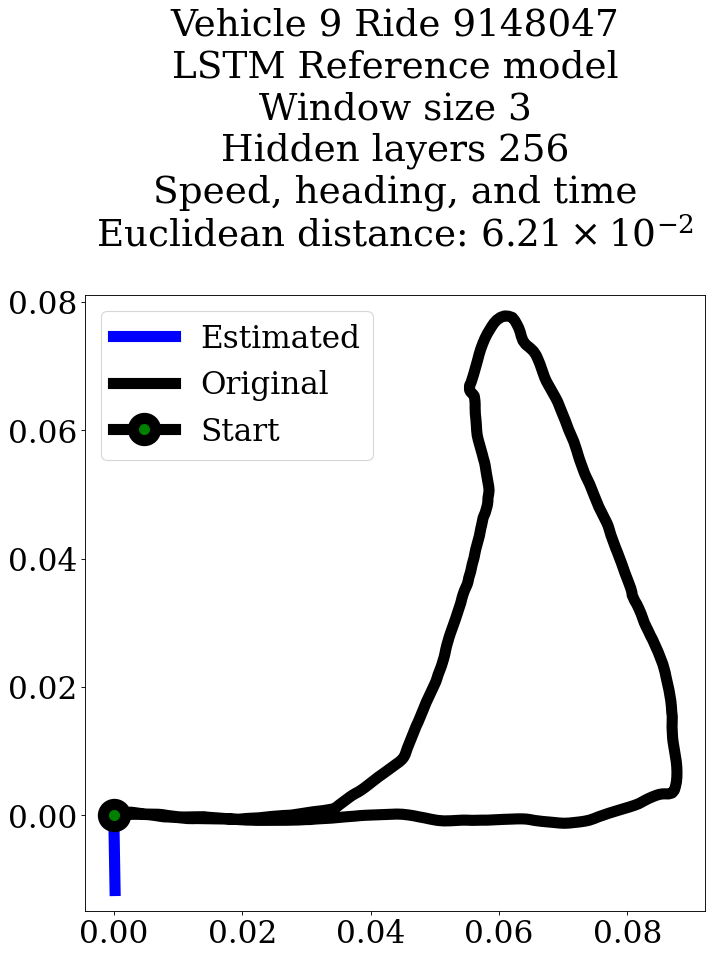 Vehicle 9 Ride 9148047
LSTM Reference model
Window size 3
Hidden layers 256
Speed, heading, and time
Euclidean distance: 6.21 × 10⁻²
Estimated
Original
Start
0.08
0.06
0.04
0.02
0.00
0.00 0.02 0.04 0.06 0.08